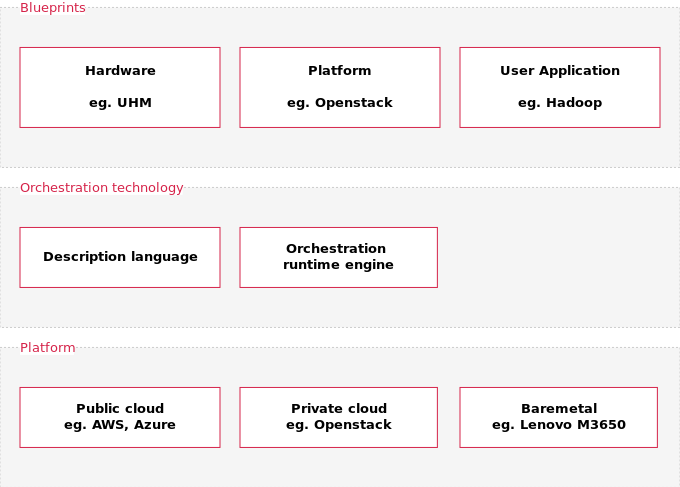 Blueprints
Hardware
eg. UHM
Platform
eg. Openstack
User Application
eg. Hadoop
Orchestration technology
Description language
Orchestration
runtime engine
Platform
Public cloud
eg. AWS, Azure
Private cloud
eg. Openstack
Baremetal
eg. Lenovo M3650